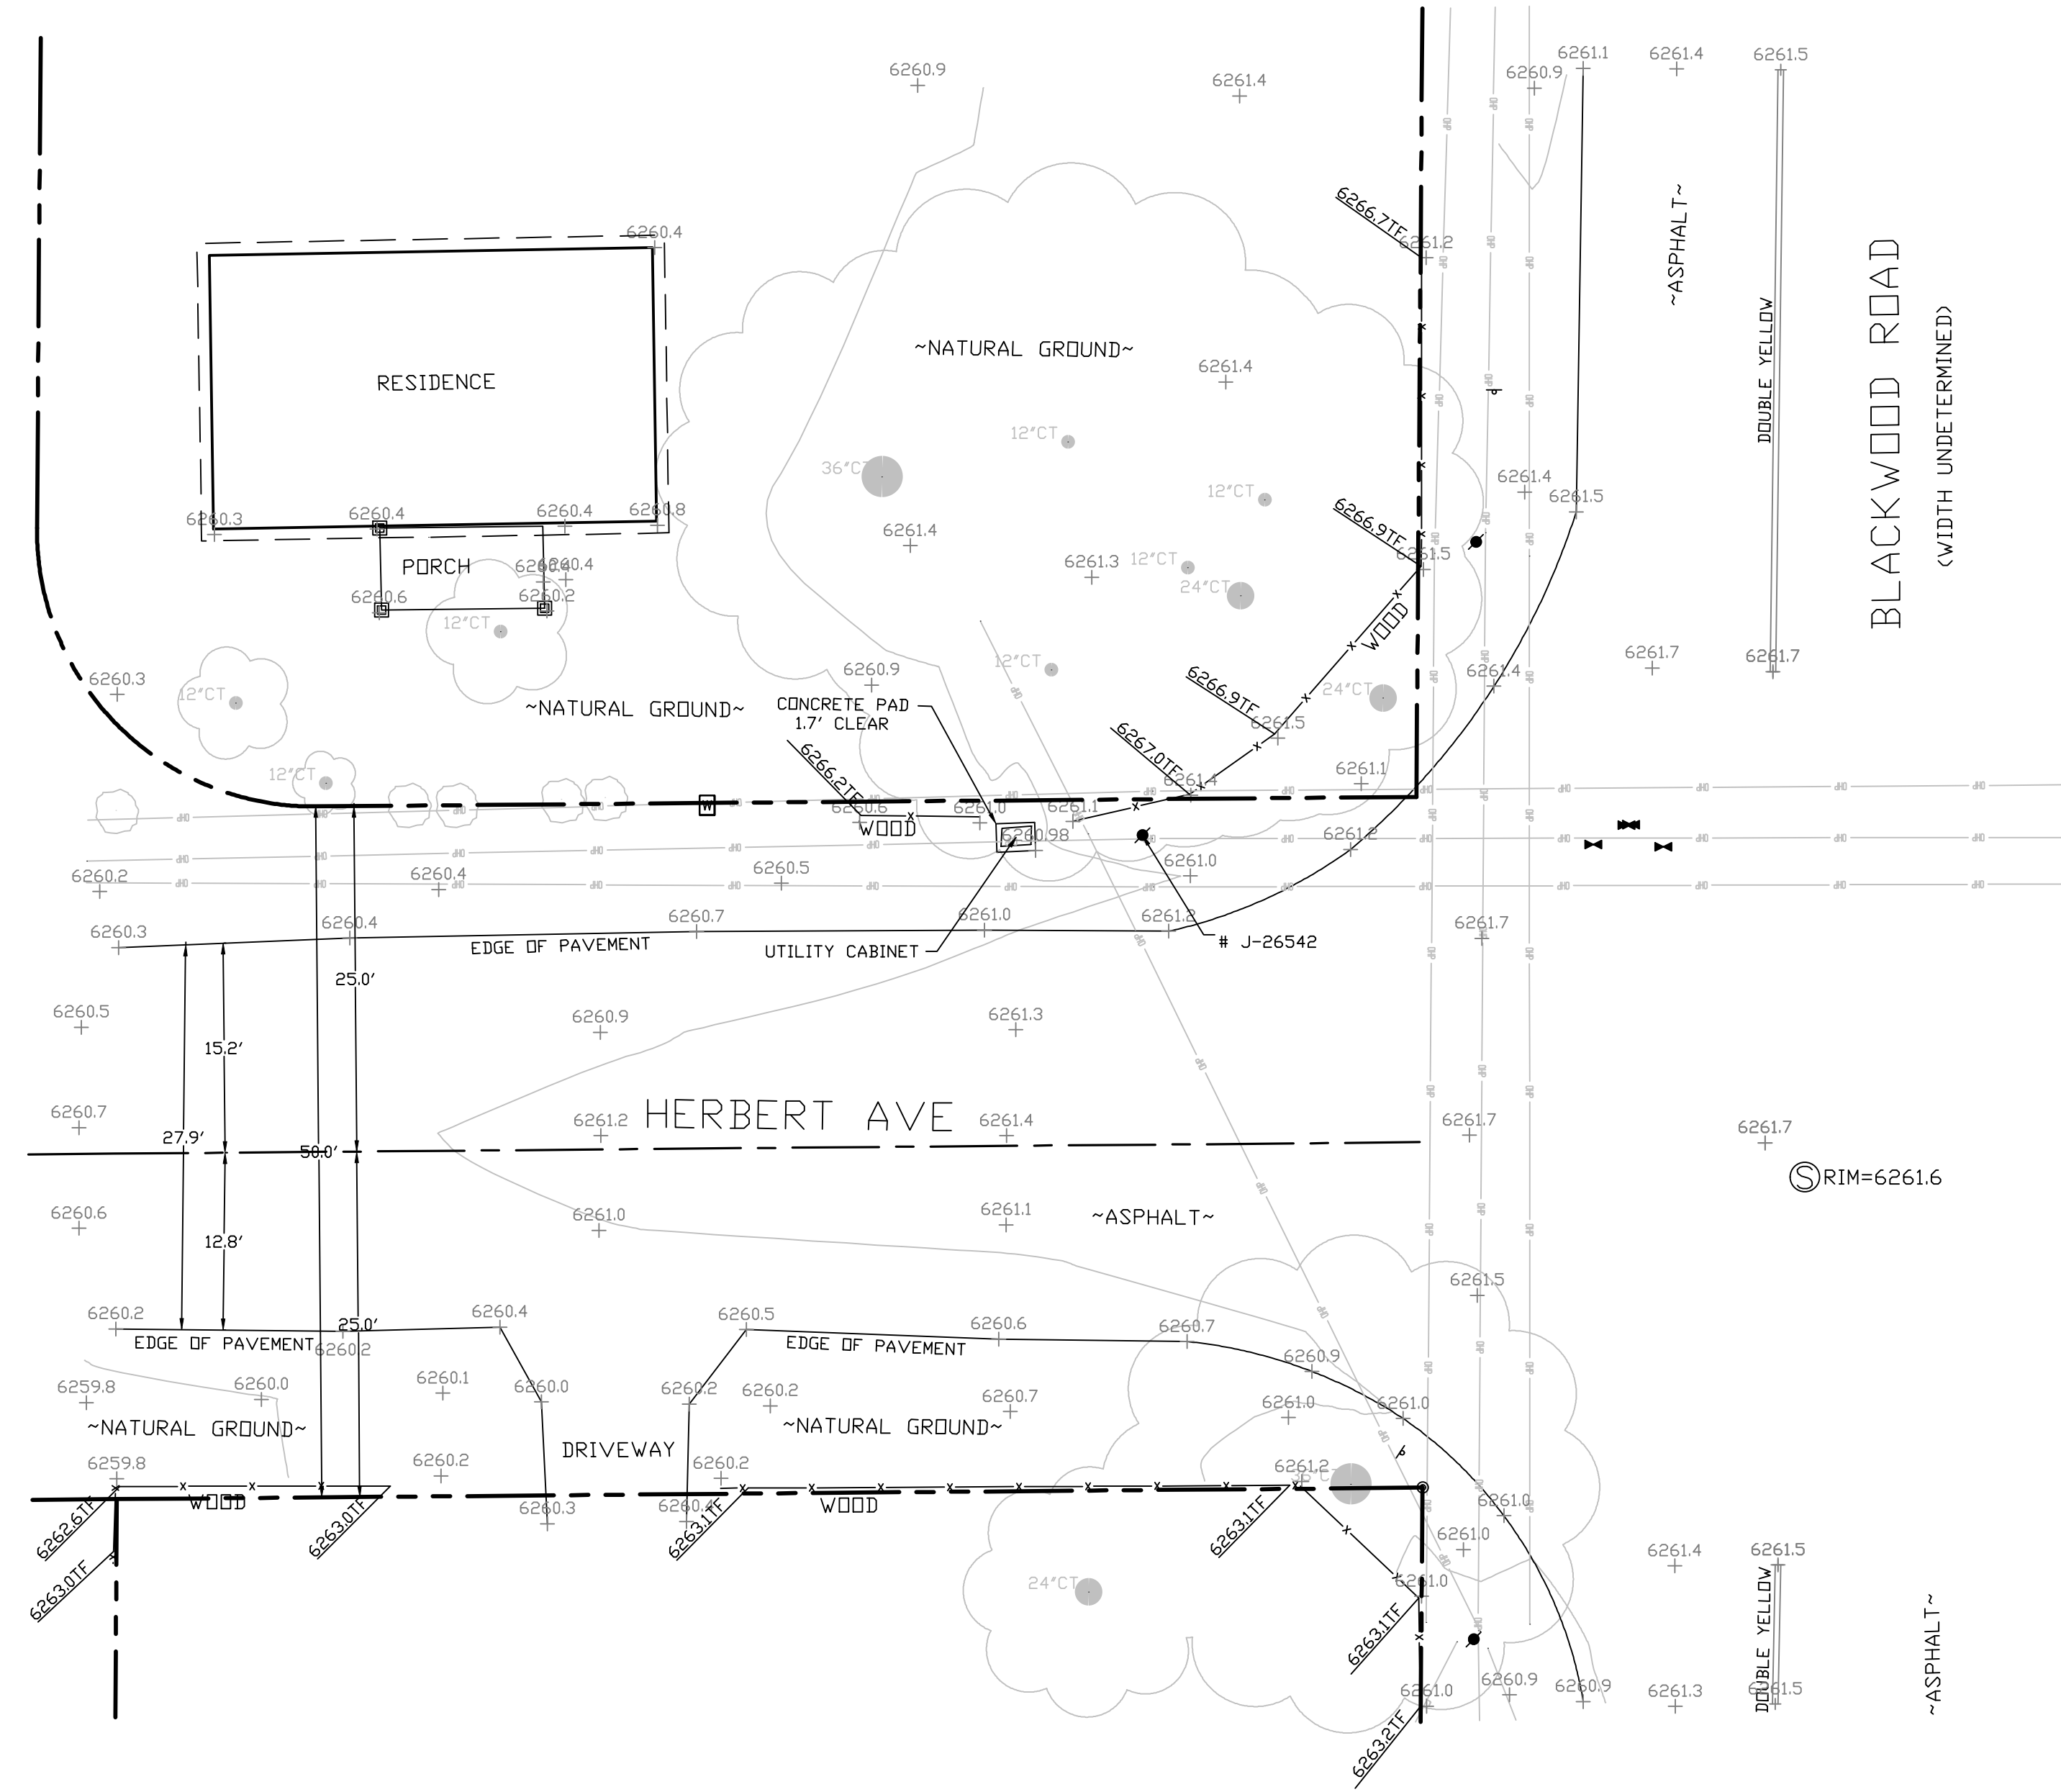 6260.9
6261.4
6260.9
6261.1
6261.4
6261.5
6266.7TF
6261.2
~ASPHALT~
6260.4
RESIDENCE
~NATURAL GROUND~
6261.4
DOUBLE YELLOW
BLACKWOOD ROAD
(WIDTH UNDETERMINED)
12"CT
36"CT
12"CT
6261.4
6261.5
6266.9TF
6261.5
6260.3
6260.4
6260.4
6260.8
6261.4
6261.3
12"CT
24"CT
PORCH
6260.4
6260.6
6260.2
12"CT
WOOD
6260.3
12"CT
~NATURAL GROUND~
6260.9
12"CT
CONCRETE PAD
1.7' CLEAR
6266.9TF
6261.5
24"CT
6261.4
6261.7
6261.7
12"CT
6266.2TF
6267.0TF
6261.4
6261.1
W
6260.6
WOOD
6261.0
6261.1
6260.98
6261.2
6261.0
6260.2
6260.4
6260.5
6260.3
6260.4
6260.7
6261.0
6261.2
6261.7
EDGE OF PAVEMENT
UTILITY CABINET
# J-26542
25.0'
6260.5
6260.9
6261.3
15.2'
6260.7
27.9'
6261.2
HERBERT AVE
6261.4
6261.7
6261.7
50.0'
S RIM=6261.6
6260.6
12.8'
6261.0
6261.1
~ASPHALT~
6261.5
6260.2
25.0'
6260.4
6260.5
6260.6
6260.7
EDGE OF PAVEMENT
6260.2
EDGE OF PAVEMENT
6260.9
6259.8
6260.0
6260.1
6260.0
6260.2
6260.2
6260.7
6261.0
6261.0
~NATURAL GROUND~
~NATURAL GROUND~
DRIVEWAY
6259.8
6260.2
6260.2
6261.2
WOOD
6260.3
6260.4
WOOD
6261.0
6262.6TF
6263.0TF
6263.1TF
6263.1TF
6261.0
6261.4
6261.5
6263.0TF
24"CT
6261.0
DOUBLE YELLOW
~ASPHALT~
6263.1TF
6261.0
6260.9
6260.9
6261.3
6261.5
6263.2TF
OHP